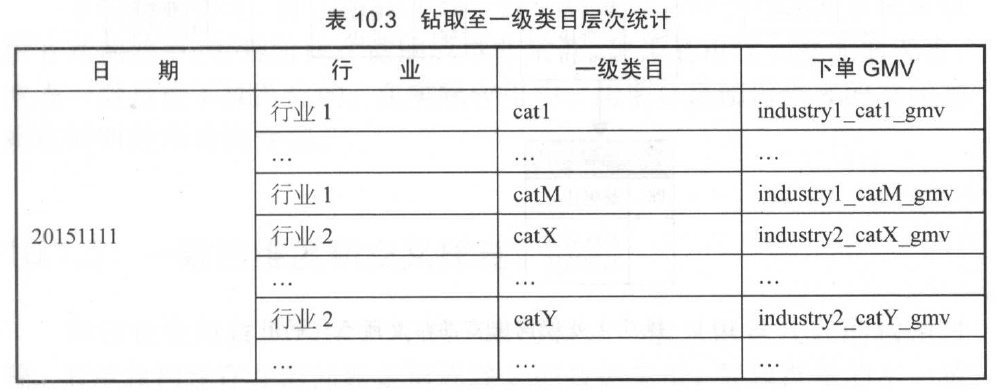 表 10.3 钻取至一级类目层次统计
日 期 行 业 一级类目 下单 GMV
行业 1 cat1 industry1_cat1_gmv
… … …
行业 1 catM industry1_catM_gmv
20151111 行业 2 catX industry2_catX_gmv
… … …
行业 2 catY industry2_catY_gmv
… … …